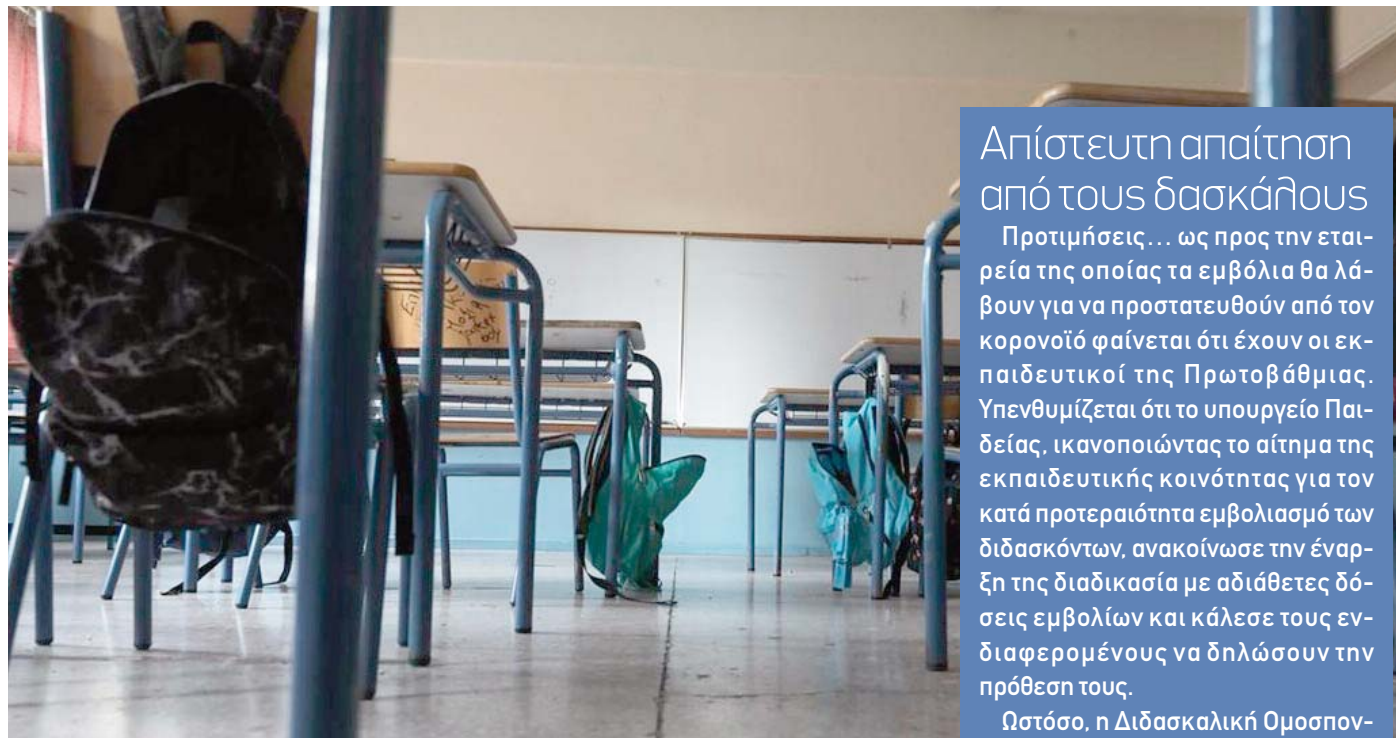 Απίστευτη απαίτηση
από τους δασκάλους
Προτιμήσεις... ως προς την εται-
ρεία της οποίας τα εμβόλια θα λά-
βουν για να προστατευθούν από τον
κορονοϊό φαίνεται ότι έχουν οι εκ-
παιδευτικοί της Πρωτοβάθμιας.
Υπενθυμίζεται ότι το υπουργείο Παι-
δείας, ικανοποιώντας το αίτημα της
εκπαιδευτικής κοινότητας για τον
κατά προτεραιότητα εμβολιασμό των
διδασκόντων, ανακοίνωσε την έναρ-
ξη της διαδικασία με αδιάθετες δό-
σεις εμβολίων και κάλεσε τους εν-
διαφερομένους να δηλώσουν την
πρόθεση τους.
Ωστόσο, η Διδασκαλική Ομοσπον-